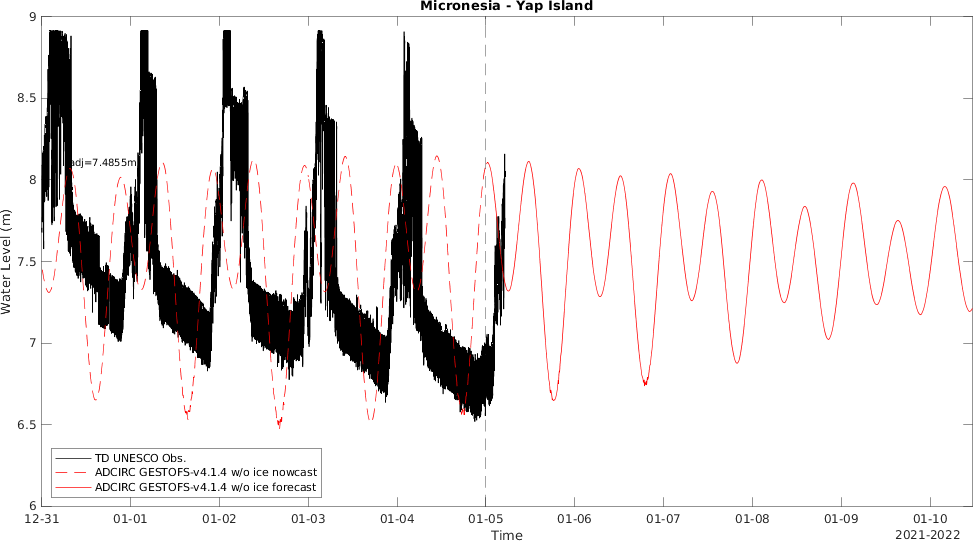 Micronesia - Yap Island
9
8.5
adj=7.4855m
8
7.5
Water Level (m)
7
6.5
TD UNESCO Obs.
ADCIRC GESTOFS-v4.1.4 w/o ice nowcast
ADCIRC GESTOFS-v4.1.4 w/o ice forecast
6
12-31 01-01 01-02 01-03 01-04 01-05 01-06 01-07 01-08 01-09 01-10
Time
2021-2022